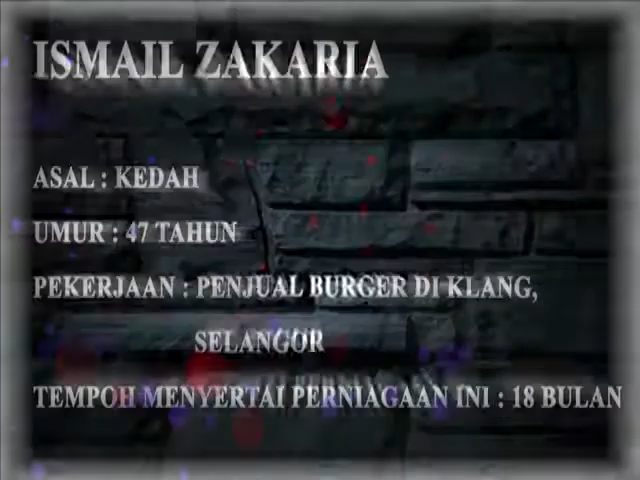 ISMAIL ZAKARIA
ASAL : KEDAH
UMUR : 47 TAHUN
PEKERJAAN : PENJUAL BURGER DI KLANG,
SELANGOR
TEMPOH MENYERTAI PERNIAGAAN INI : 18 BULAN